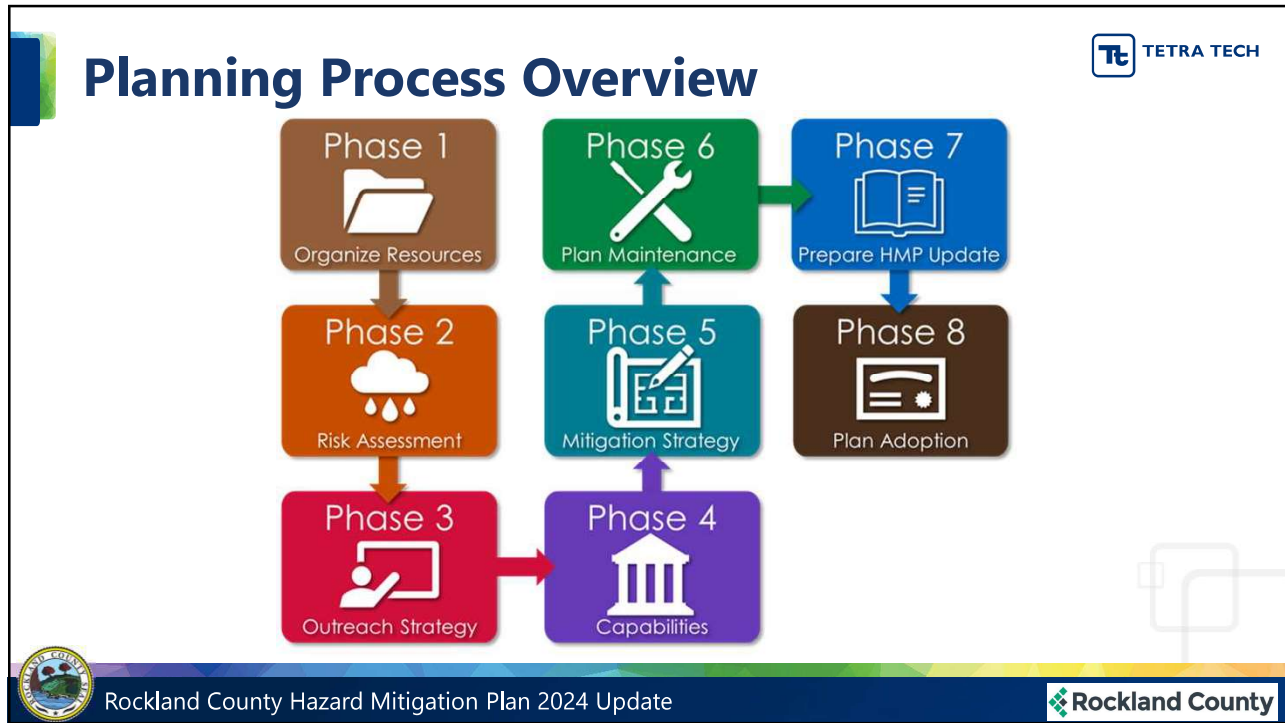 Planning Process Overview
Tt TETRA TECH
Phase 1
Organize Resources
Phase 2
Risk Assessment
Phase 3
Outreach Strategy
Phase 4
Capabilities
Phase 5
Mitigation Strategy
Phase 6
Plan Maintenance
Phase 7
Prepare HMP Update
Phase 8
Plan Adoption
Rockland County Hazard Mitigation Plan 2024 Update
Rockland County